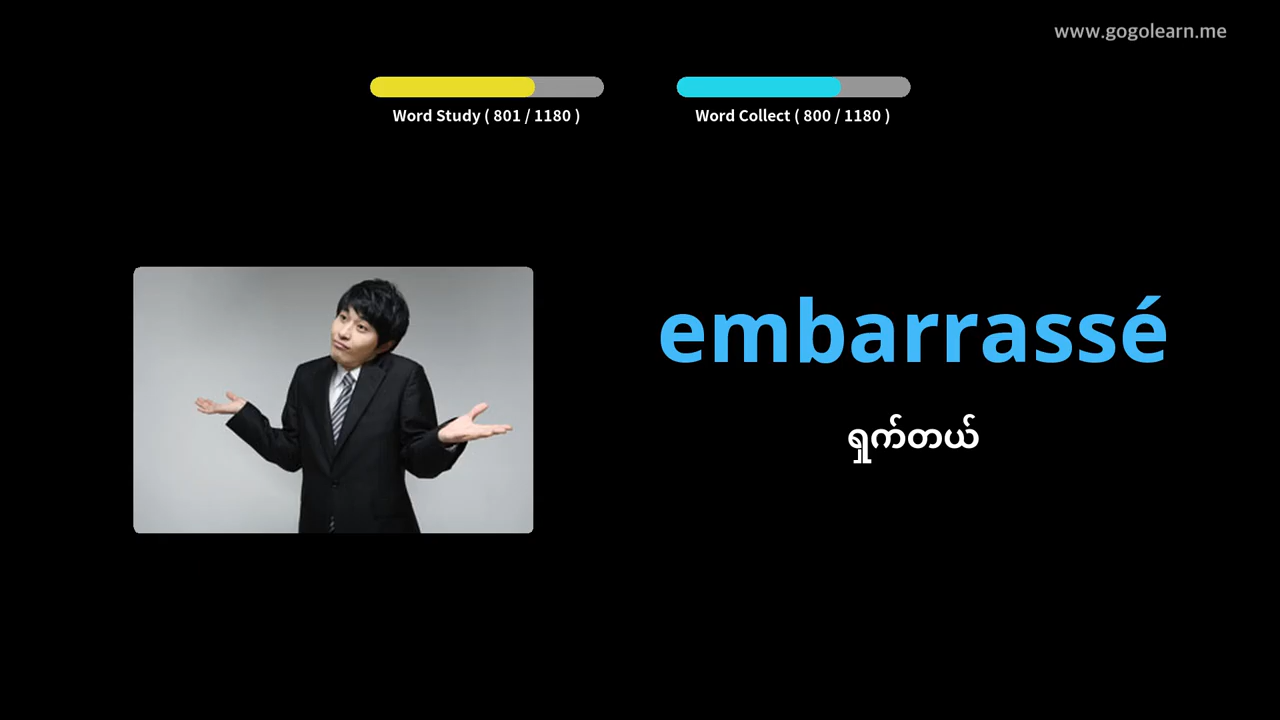 www.gogolearn.me
Word Study ( 801 / 1180 )
Word Collect ( 800 / 1180 )
embarrassé
ရှက်တယ်